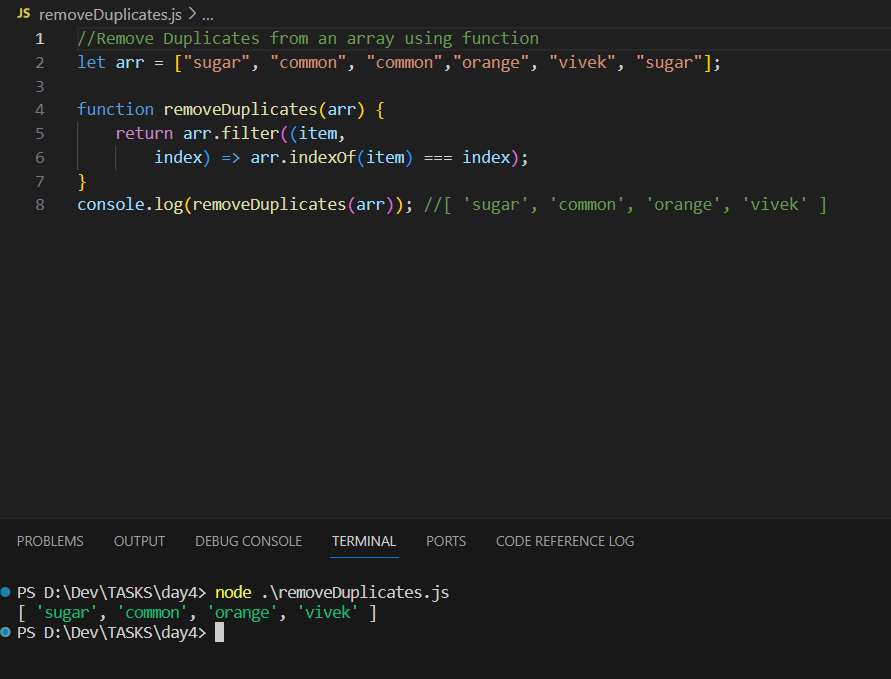 JS removeDuplicates.js > ...
1 //Remove Duplicates from an array using function
2 let arr = ["sugar", "common", "common","orange", "vivek", "sugar"];
3
4 function removeDuplicates(arr) {
5     return arr.filter((item,
6         index) => arr.indexOf(item) === index);
7 }
8 console.log(removeDuplicates(arr)); //[ 'sugar', 'common', 'orange', 'vivek' ]
PROBLEMS OUTPUT DEBUG CONSOLE TERMINAL PORTS CODE REFERENCE LOG
PS D:\Dev\TASKS\day4> node .\removeDuplicates.js
[ 'sugar', 'common', 'orange', 'vivek' ]
PS D:\Dev\TASKS\day4>